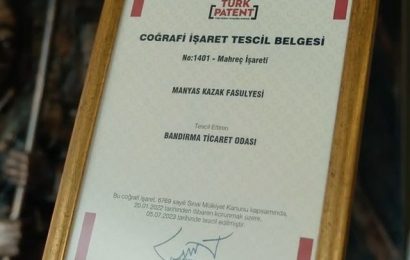 TÜRK
PATENT
COĞRAFİ İŞARET TESCİL BELGESİ
No:1401 - Mahreç İşareti
MANYAS KAZAK FASULYESİ
Tescil Ettiren
BANDIRMA TİCARET ODASI
Bu coğrafi işaret, 6769 sayılı Sınai Mülkiyet Kanunu kapsamında,
20.01.2022 tarihinden itibaren korunmak üzere,
05.07.2023 tarihinde tescil edilmiştir.